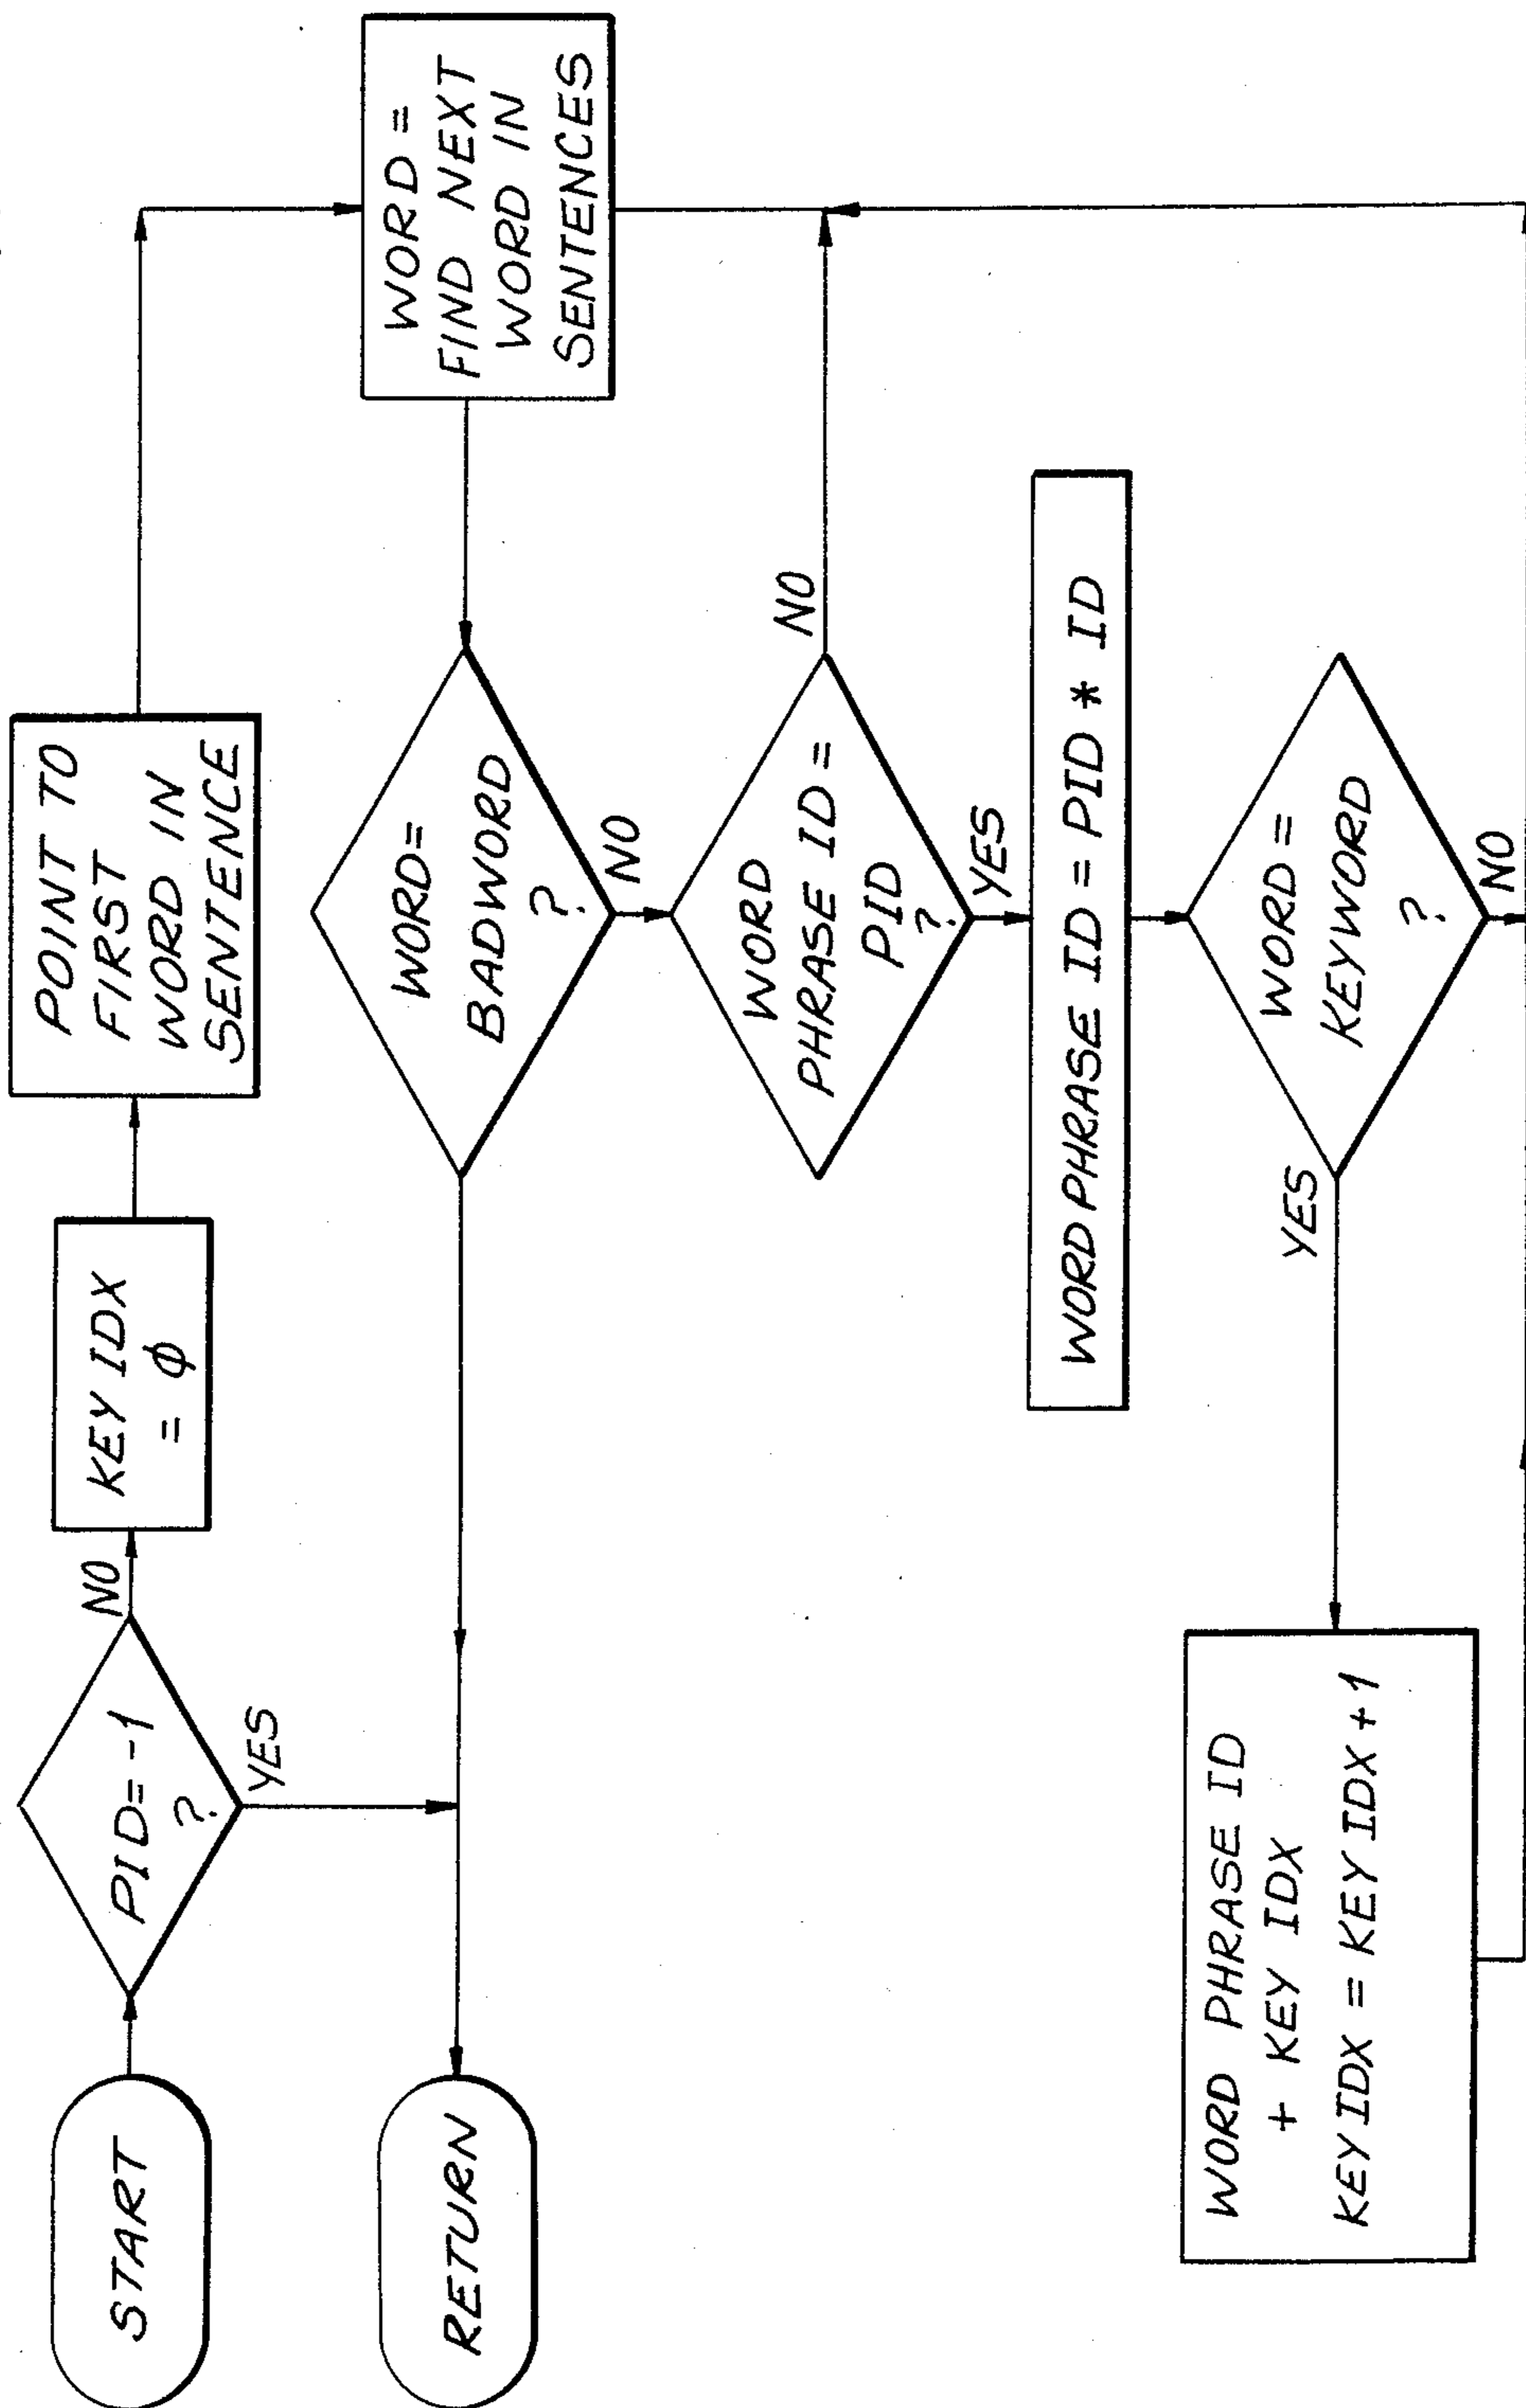 START
PID=-1
?
NO
YES
KEY IDX
= ϕ
POINT TO
FIRST
WORD IN
SENTENCE
WORD =
FIND NEXT
WORD IN
SENTENCES
WORD=
BADWORD
?
NO
RETURN
WORD
PHRASE ID =
PID
?
NO
YES
WORD PHRASE ID = PID * ID
WORD =
KEYWORD
?
YES
NO
WORD PHRASE ID
+ KEY IDX
KEY IDX = KEY IDX + 1